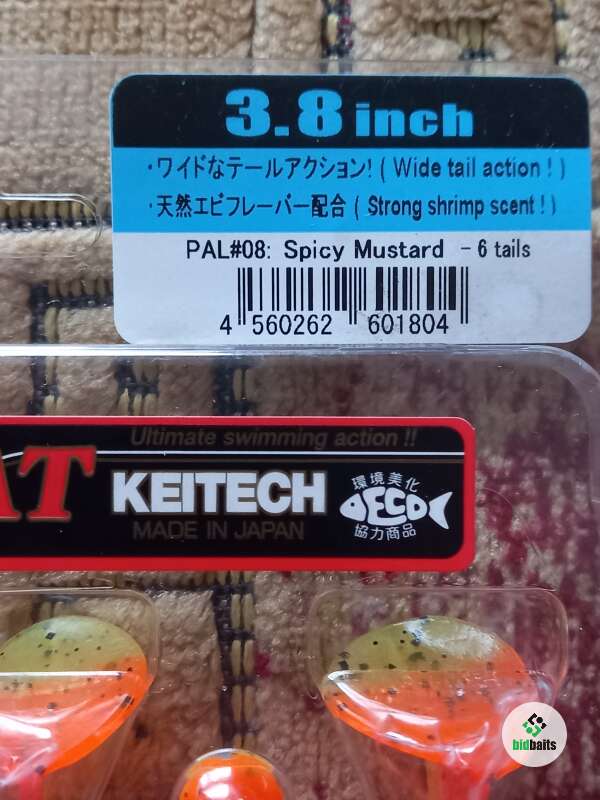 3.8 inch
・ワイドなテールアクション! ( Wide tail action ! )
・天然エビフレーバー配合 ( Strong shrimp scent ! )
PAL#08: Spicy Mustard - 6 tails
4 560262 601804
Ultimate swimming action !!
AT KEITECH
MADE IN JAPAN
環境美化
ECO
協力商品
bidbaits